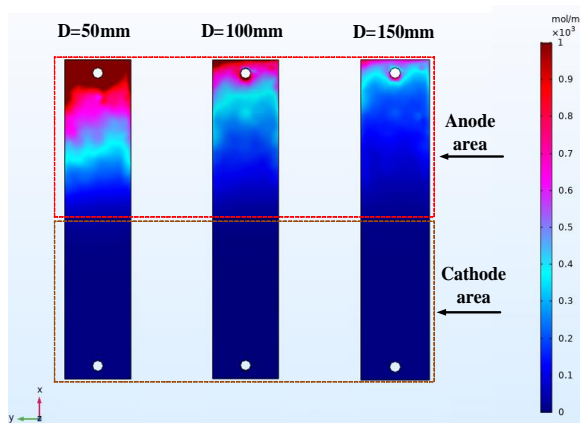 D=50mm D=100mm D=150mm
mol/m
×10³
1
0.9
0.8
0.7
0.6
0.5
0.4
0.3
0.2
0.1
0
Anode
area
Cathode
area
x
y
z